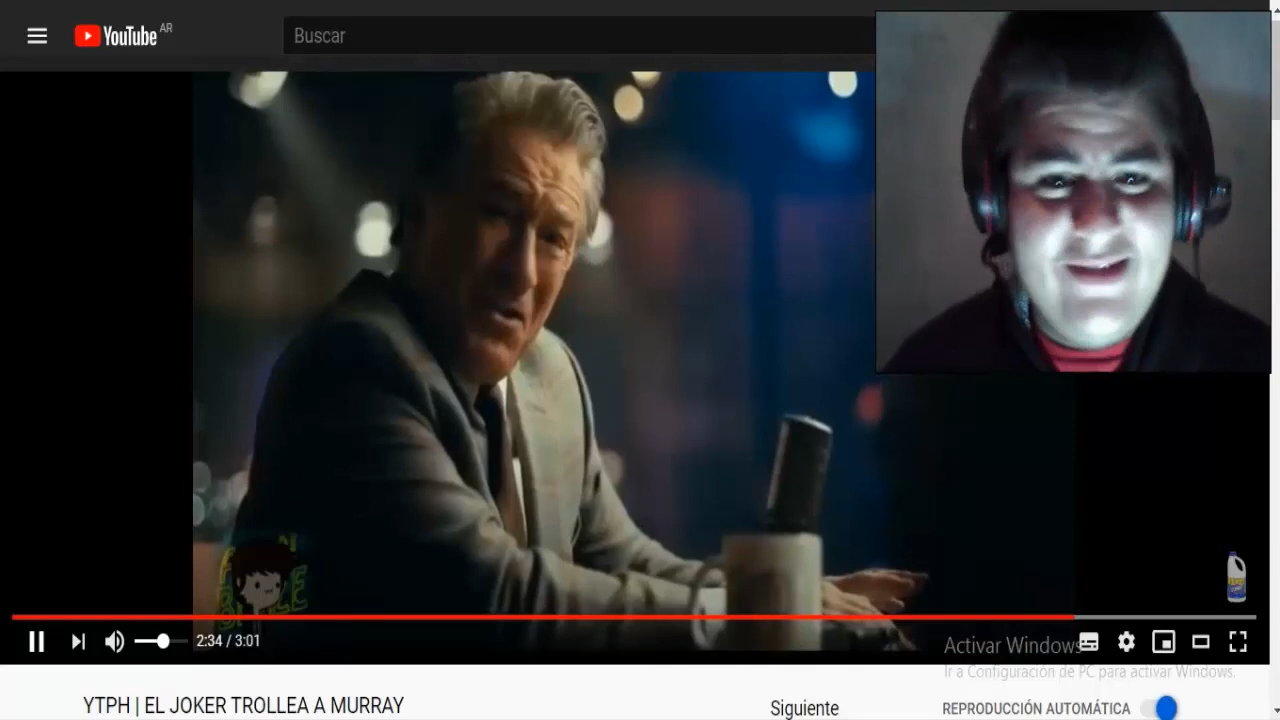 YouTube AR
Buscar
2:34 / 3:01
Activar Windows
Ir a Configuración de PC para activar Windows.
YTPH | EL JOKER TROLLEA A MURRAY
Siguiente
REPRODUCCIÓN AUTOMÁTICA